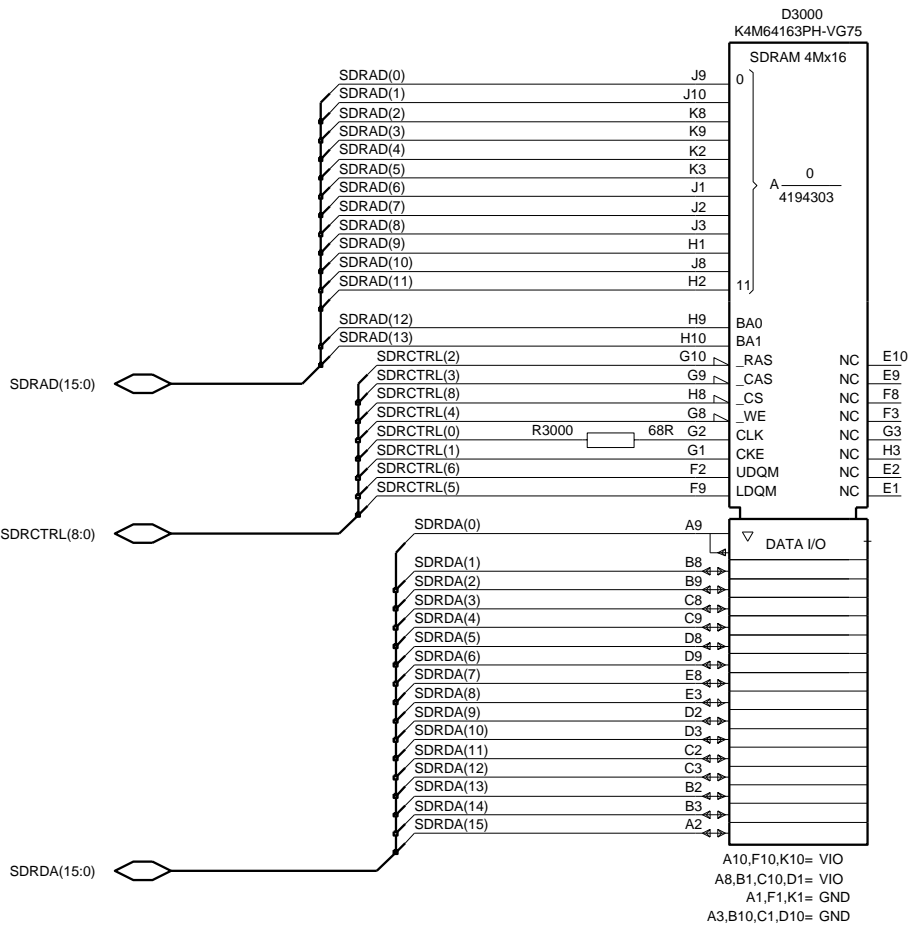 D3000
K4M64163PH-VG75
SDRAM 4Mx16
SDRAD(0) J9 0
SDRAD(1) J10
SDRAD(2) K8
SDRAD(3) K9
SDRAD(4) K2
SDRAD(5) K3
SDRAD(6) J1
A 0
4194303
SDRAD(7) J2
SDRAD(8) J3
SDRAD(9) H1
SDRAD(10) J8
SDRAD(11) H2 11
SDRAD(12) H9 BA0
SDRAD(13) H10 BA1
SDRCTRL(2) G10 _RAS NC E10
SDRAD(15:0)
SDRCTRL(3) G9 _CAS NC E9
SDRCTRL(8) H8 _CS NC F8
SDRCTRL(4) G8 _WE NC F3
SDRCTRL(0) R3000 68R G2 CLK NC G3
SDRCTRL(1) G1 CKE NC H3
SDRCTRL(6) F2 UDQM NC E2
SDRCTRL(5) F9 LDQM NC E1
SDRCTRL(8:0)
SDRDA(0) A9
DATA I/O
SDRDA(1) B8
SDRDA(2) B9
SDRDA(3) C8
SDRDA(4) C9
SDRDA(5) D8
SDRDA(6) D9
SDRDA(7) E8
SDRDA(8) E3
SDRDA(9) D2
SDRDA(10) D3
SDRDA(11) C2
SDRDA(12) C3
SDRDA(13) B2
SDRDA(14) B3
SDRDA(15) A2
SDRDA(15:0)
A10,F10,K10= VIO
A8,B1,C10,D1= VIO
A1,F1,K1= GND
A3,B10,C1,D10= GND